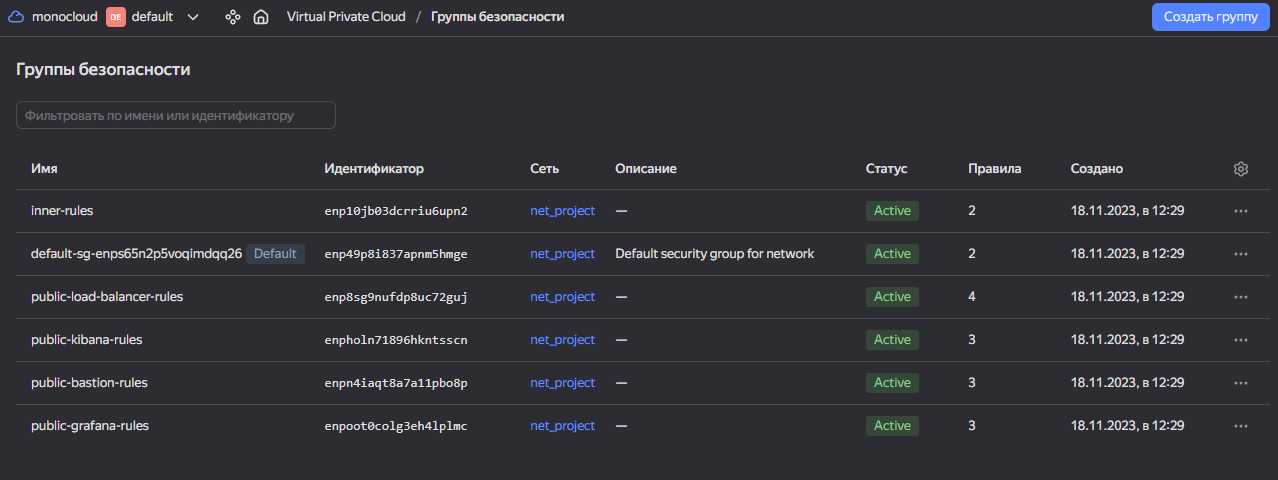 monocloud DE default Virtual Private Cloud / Группы безопасности Создать группу
Группы безопасности
Фильтровать по имени или идентификатору
Имя Идентификатор Сеть Описание Статус Правила Создано
inner-rules enp10jb03dcrriu6upn2 net_project — Active 2 18.11.2023, в 12:29
default-sg-enps65n2p5voqimdqq26 Default enp49p8i837apnm5hmge net_project Default security group for network Active 2 18.11.2023, в 12:29
public-load-balancer-rules enp8sg9nufdp8uc72guj net_project — Active 4 18.11.2023, в 12:29
public-kibana-rules enpholn71896hkntsscn net_project — Active 3 18.11.2023, в 12:29
public-bastion-rules enpn4iaqt8a7a11pbo8p net_project — Active 3 18.11.2023, в 12:29
public-grafana-rules enpoot0colg3eh4lplmc net_project — Active 3 18.11.2023, в 12:29